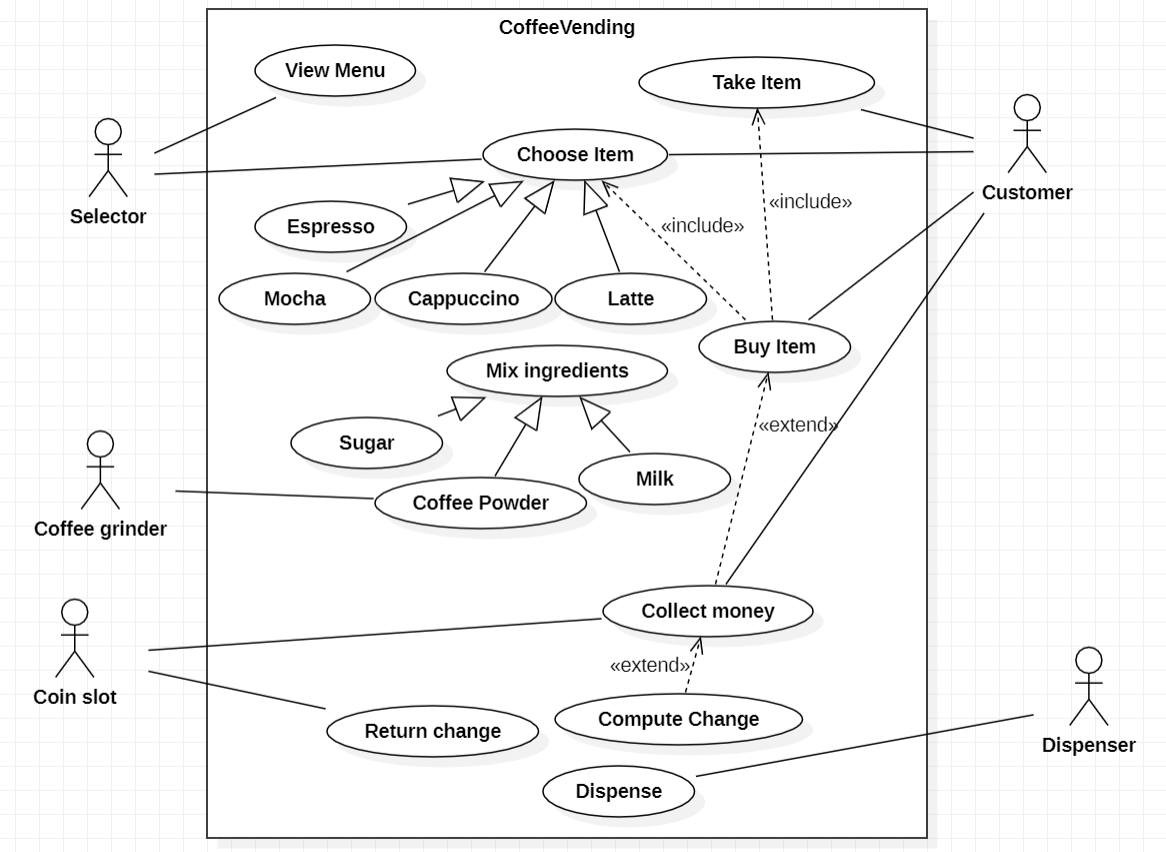 CoffeeVending
View Menu
Take Item
Choose Item
Selector
Customer
«include»
Espresso
«include»
Mocha
Cappuccino
Latte
Buy Item
Mix ingredients
«extend»
Sugar
Milk
Coffee Powder
Coffee grinder
Collect money
«extend»
Coin slot
Compute Change
Return change
Dispenser
Dispense